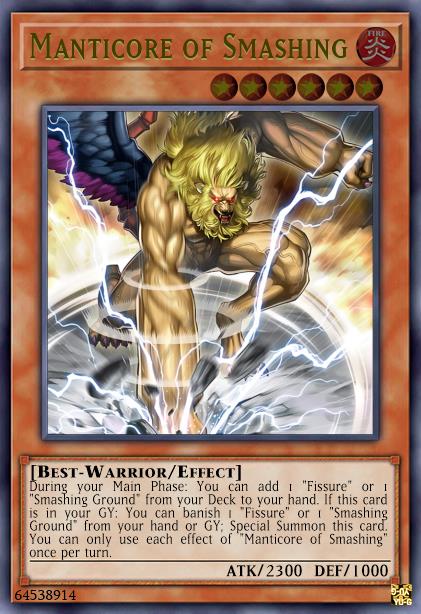 MANTICORE OF SMASHING
FIRE
炎
[BEST-WARRIOR/EFFECT]
During your Main Phase: You can add 1 "Fissure" or 1
"Smashing Ground" from your Deck to your hand. If this card
is in your GY: You can banish 1 "Fissure" or 1 "Smashing
Ground" from your hand or GY; Special Summon this card.
You can only use each effect of "Manticore of Smashing"
once per turn.
ATK/2300 DEF/1000
64538914